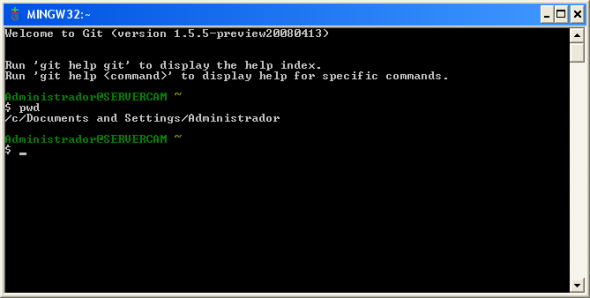 MINGW32:~
Welcome to Git (version 1.5.5-preview20080413)
Run 'git help git' to display the help index.
Run 'git help <command>' to display help for specific commands.
Administrador@SERVERCAM ~
$ pwd
/c/Documents and Settings/Administrador
Administrador@SERVERCAM ~
$ _